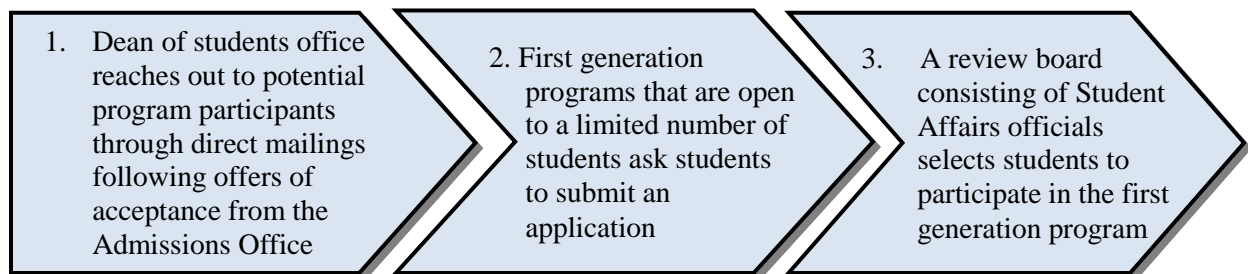 1. Dean of students office
reaches out to potential
program participants
through direct mailings
following offers of
acceptance from the
Admissions Office
2. First generation
programs that are open
to a limited number of
students ask students
to submit an
application
3. A review board
consisting of Student
Affairs officials
selects students to
participate in the first
generation program